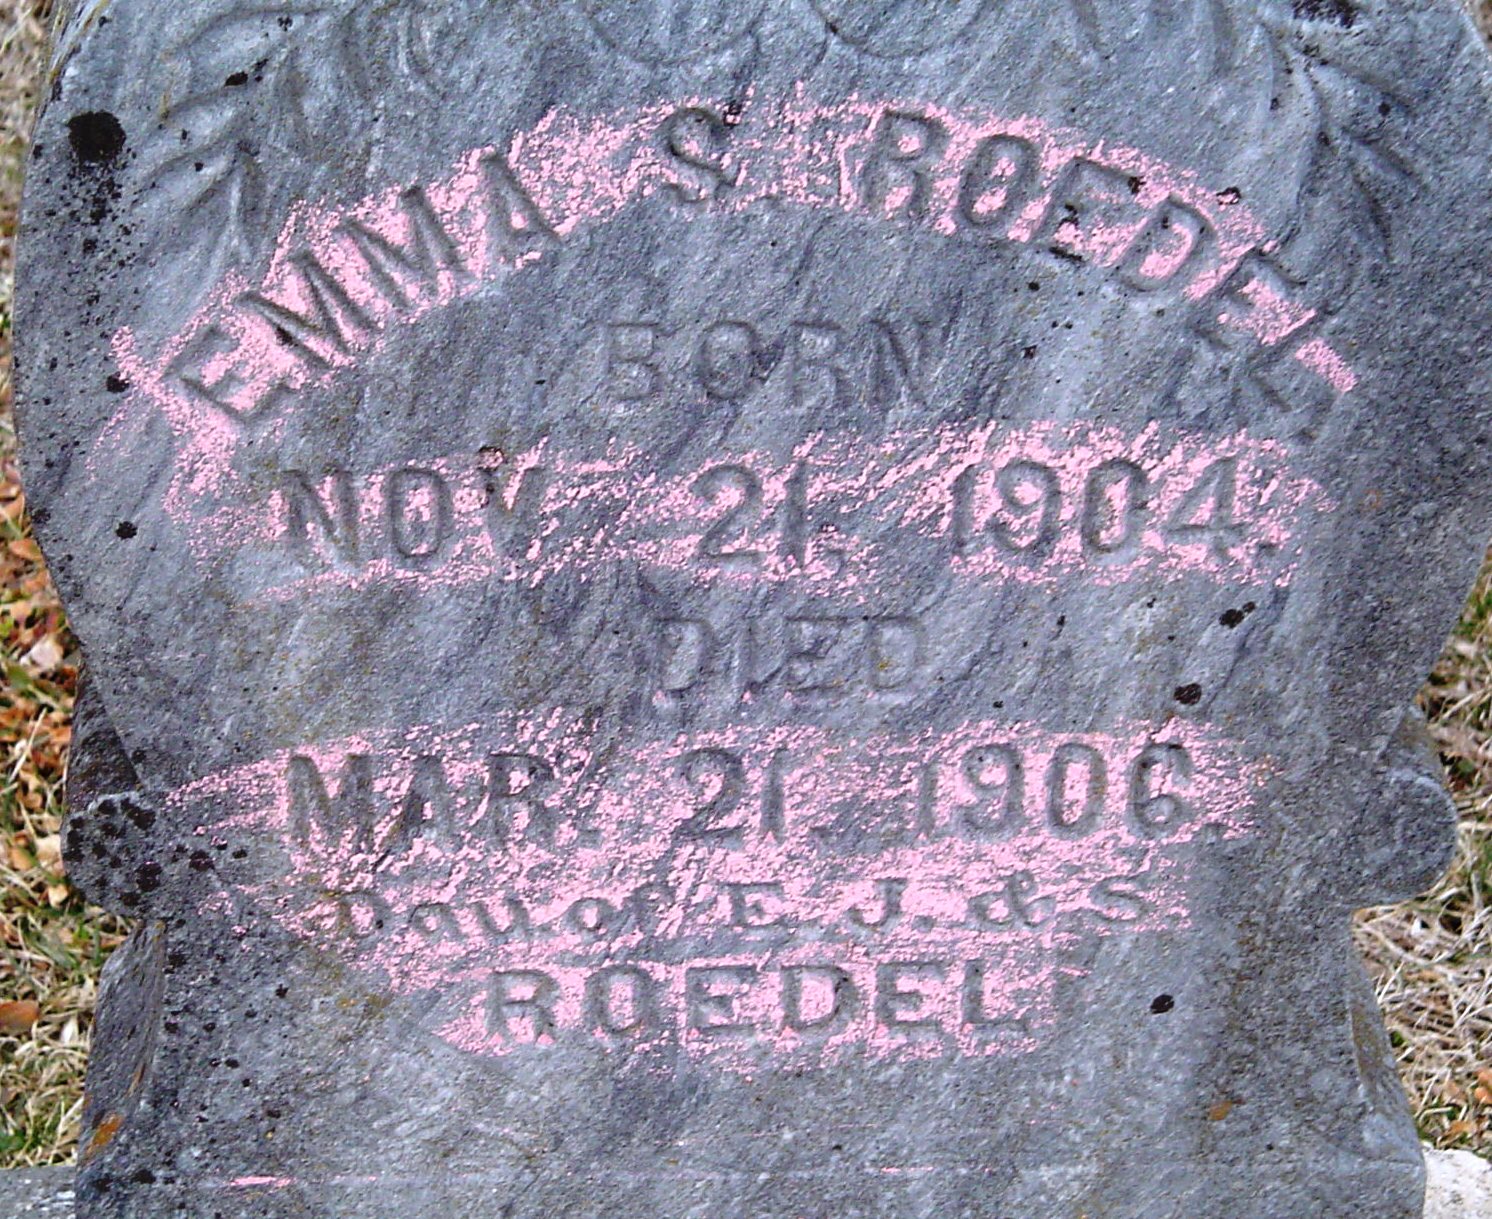 EMMA S. ROEDEL
BORN
NOV. 21, 1904.
DIED
MAR. 21. 1906.
Dau. of E. J. & S.
ROEDEL